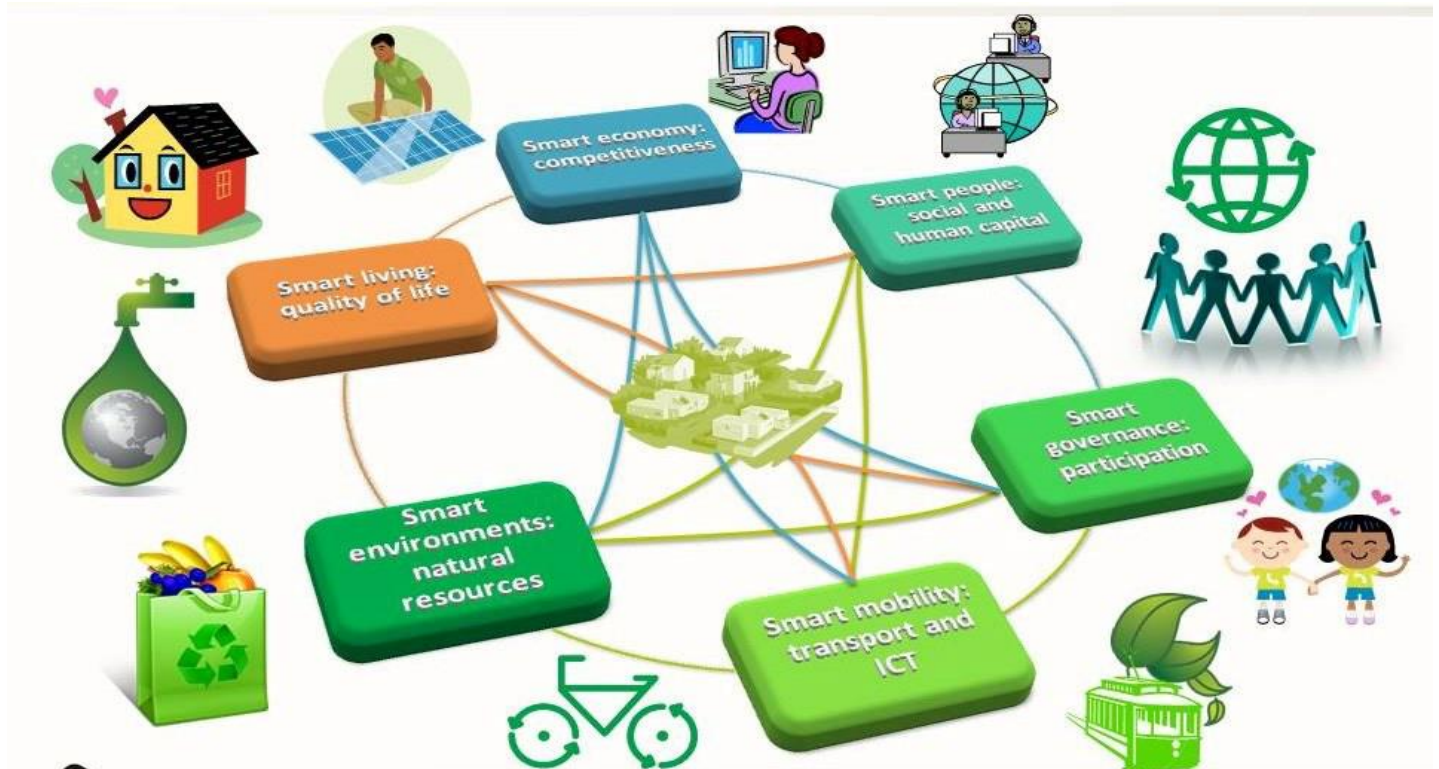 Smart economy:
competitiveness
Smart people:
social and
human capital
Smart living:
quality of life
Smart
governance:
participation
Smart
environments:
natural
resources
Smart mobility:
transport and
ICT